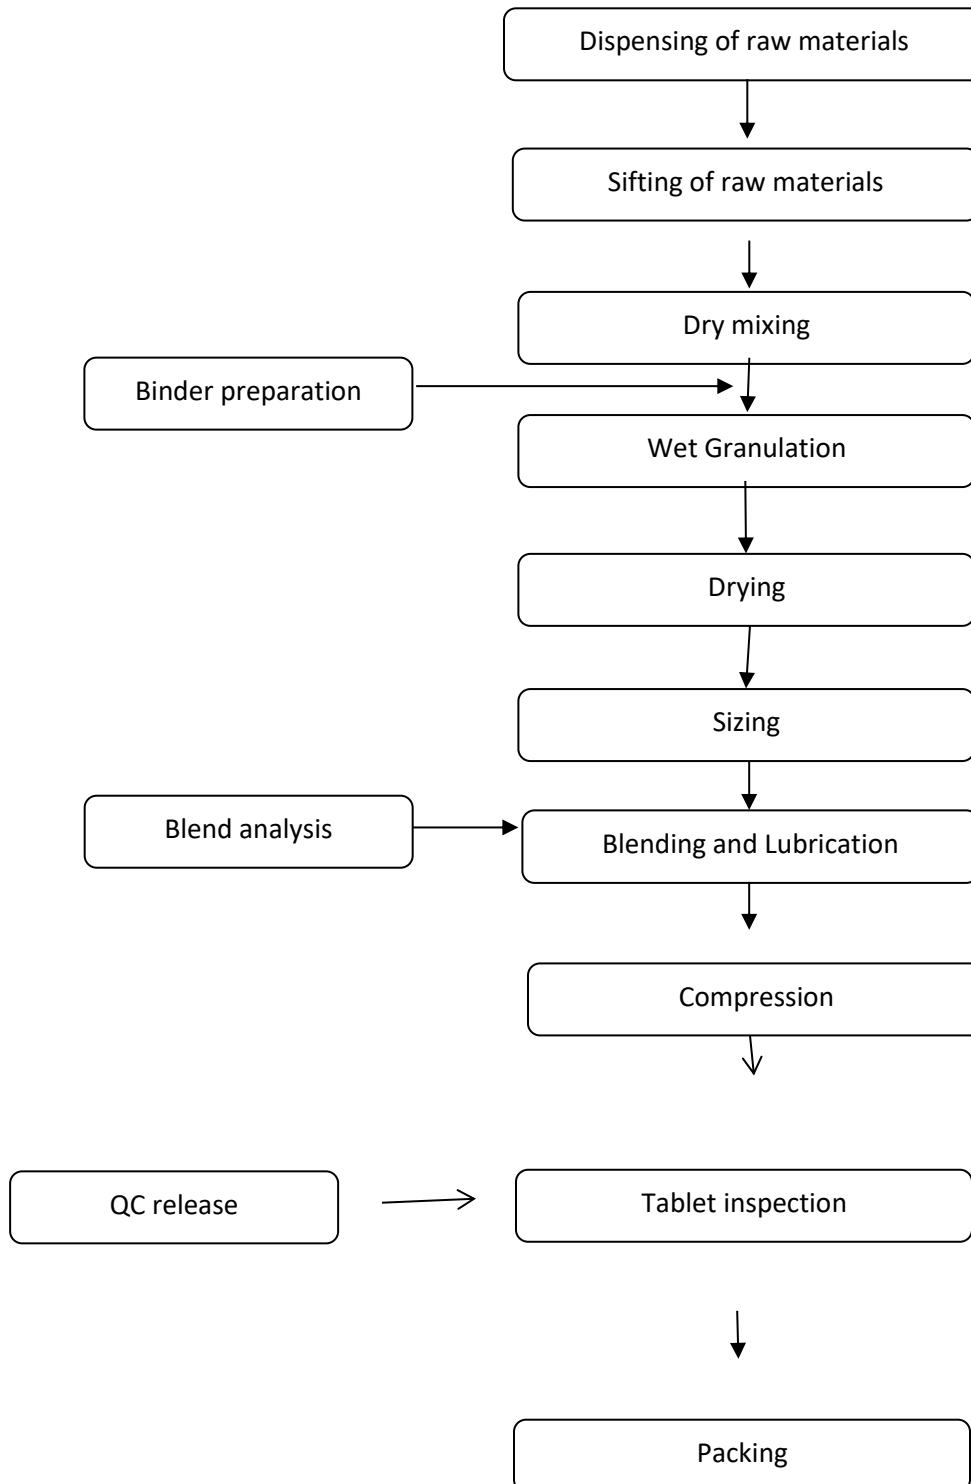 Dispensing of raw materials
Sifting of raw materials
Dry mixing
Binder preparation
Wet Granulation
Drying
Sizing
Blend analysis
Blending and Lubrication
Compression
QC release
Tablet inspection
Packing